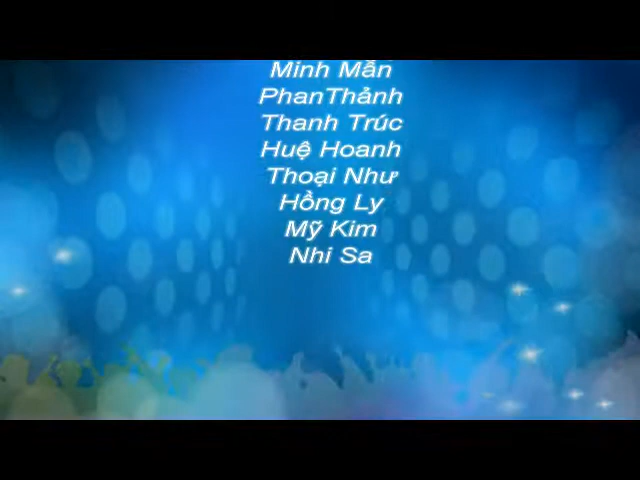 Minh Mẫn
PhanThảnh
Thanh Trúc
Huệ Hoanh
Thoại Như
Hồng Ly
Mỹ Kim
Nhi Sa